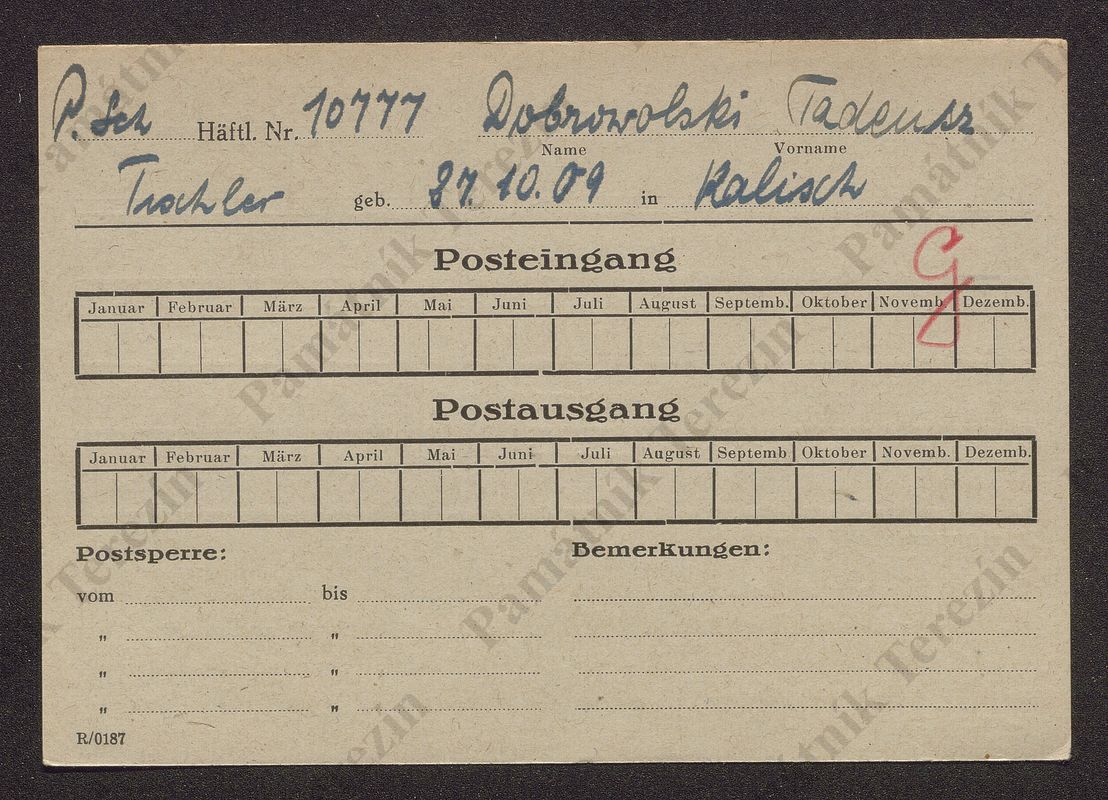 P. Sch Häftl. Nr. 10777 Dobrowolski Tadeusz
Name Vorname
Tischler geb. 27.10.09 in Kalisch
G
Posteingang
Januar Februar März April Mai Juni Juli August Septemb. Oktober Novemb. Dezemb.
Postausgang
Januar Februar März April Mai Juni Juli August Septemb Oktober Novemb. Dezemb.
Postsperre: Bemerkungen:
vom bis
" "
" "
" "
R/0187
Památník Terezín